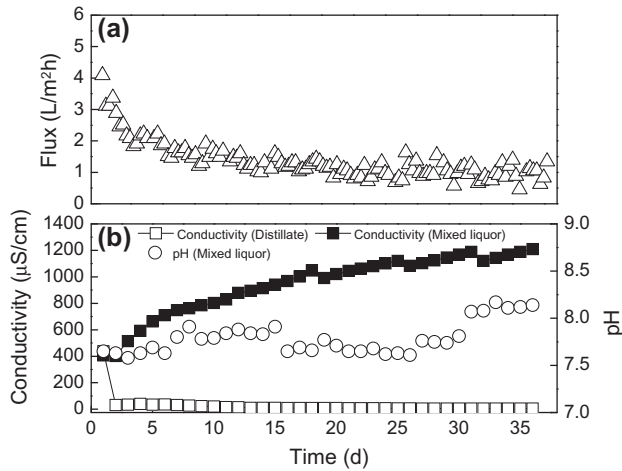 (a)
6
5
4
3
2
1
0
Flux (L/m²h)
(b)
1400
1200
1000
800
600
400
200
0
Conductivity (µS/cm)
Conductivity (Distillate) Conductivity (Mixed liquor)
pH (Mixed liquor)
9.0
8.5
8.0
7.5
7.0
pH
0 5 10 15 20 25 30 35
Time (d)